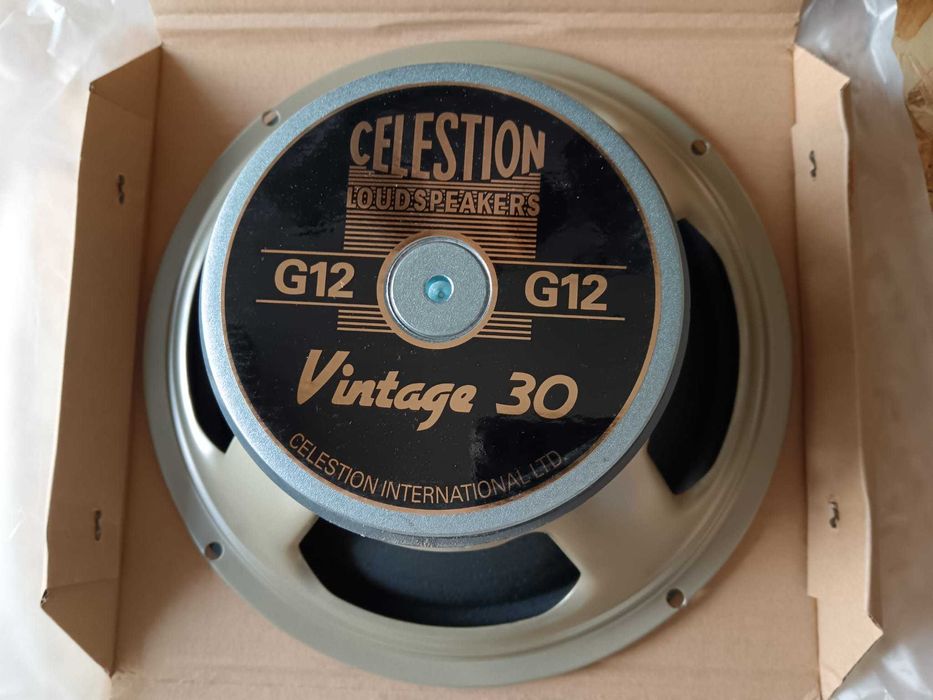 CELESTION
LOUDSPEAKERS
G12 G12
Vintage 30
CELESTION INTERNATIONAL LTD.